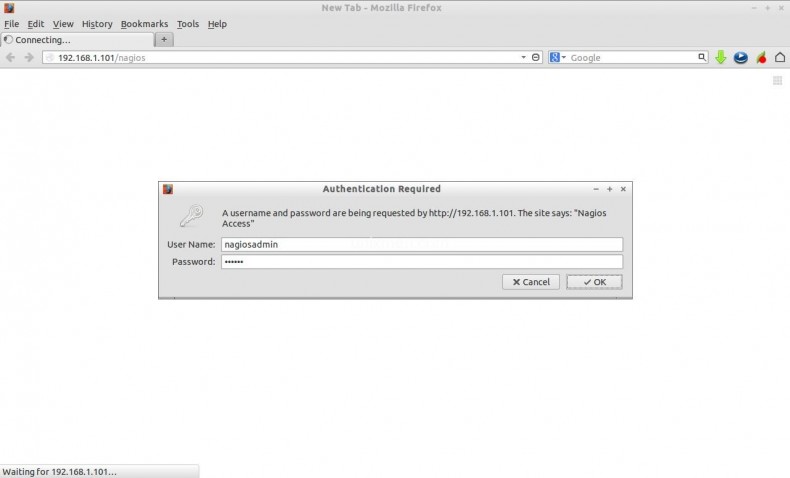 New Tab - Mozilla Firefox
File Edit View History Bookmarks Tools Help
Connecting...
192.168.1.101/nagios
Google
Authentication Required
A username and password are being requested by http://192.168.1.101. The site says: "Nagios
Access"
User Name: nagiosadmin
Password: ••••••
Cancel OK
Waiting for 192.168.1.101...